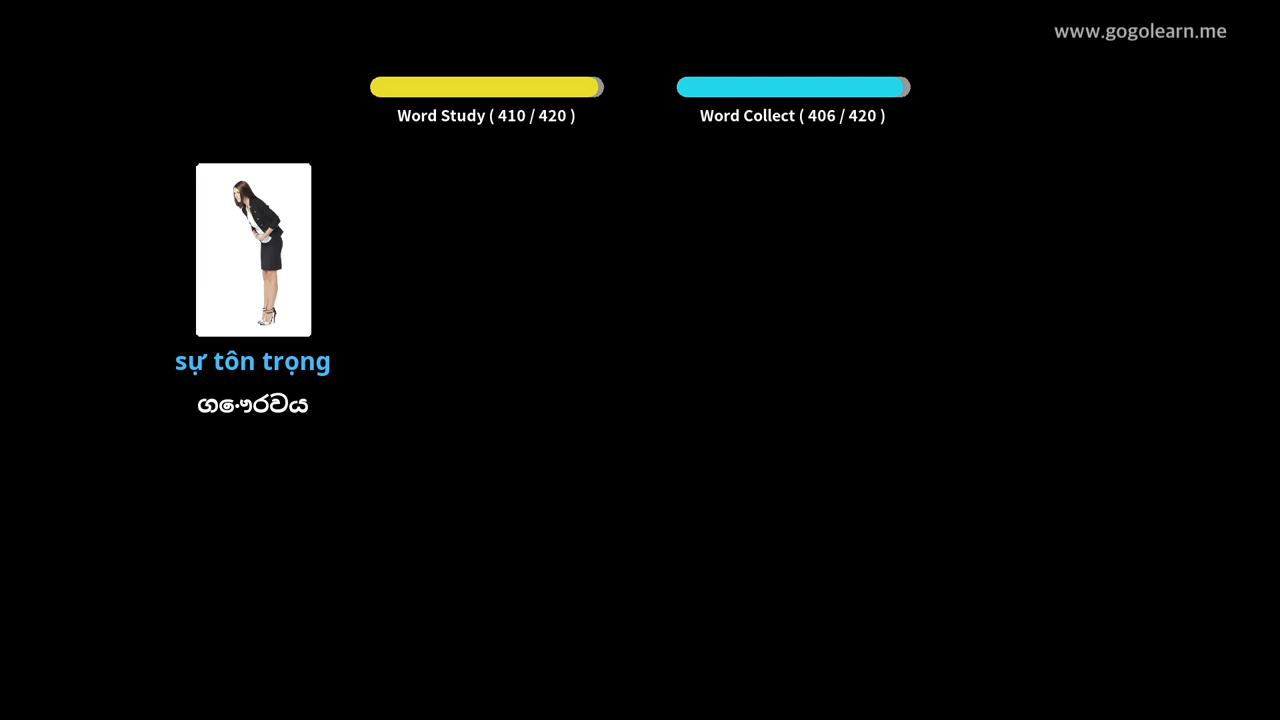 www.gogolearn.me
Word Study ( 410 / 420 )
Word Collect ( 406 / 420 )
sự tôn trọng
ගෞරවය